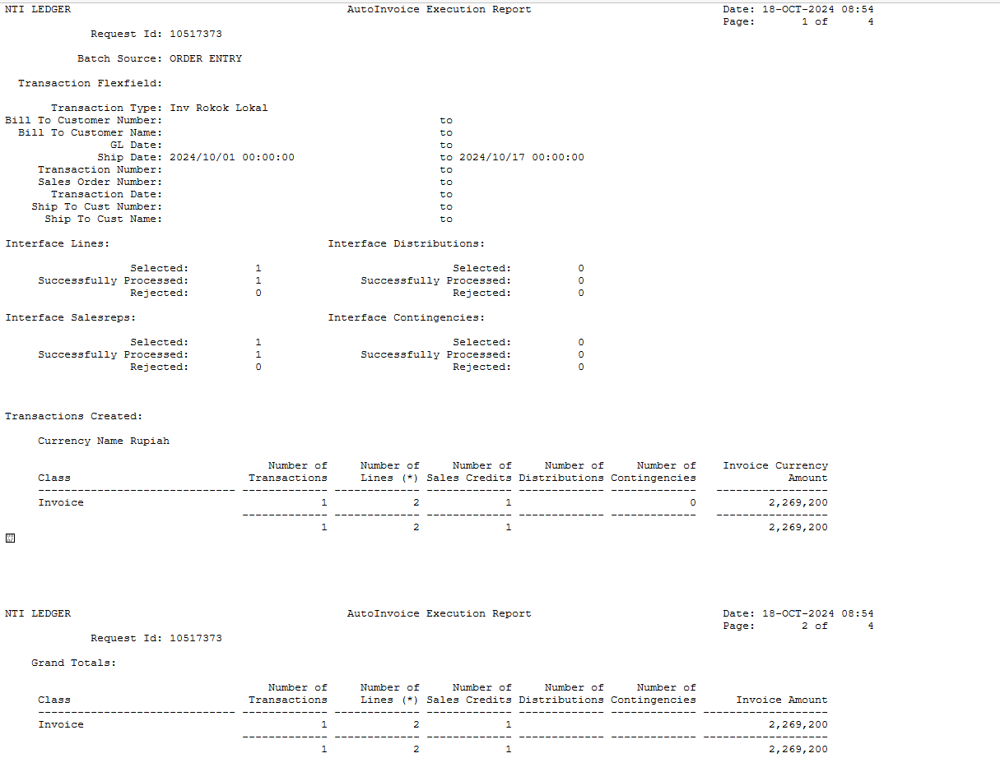 NTI LEDGER                                          AutoInvoice Execution Report                             Date: 18-OCT-2024 08:54
                                                                                                             Page:       1 of      4
             Request Id: 10517373
           Batch Source: ORDER ENTRY
  Transaction Flexfield:
       Transaction Type: Inv Rokok Lokal
Bill To Customer Number:                                          to
  Bill To Customer Name:                                          to
                GL Date:                                          to
              Ship Date: 2024/10/01 00:00:00                      to 2024/10/17 00:00:00
     Transaction Number:                                          to
     Sales Order Number:                                          to
       Transaction Date:                                          to
    Ship To Cust Number:                                          to
      Ship To Cust Name:                                          to
Interface Lines:                                 Interface Distributions:
                   Selected:          1                             Selected:          0
     Successfully Processed:          1               Successfully Processed:          0
                   Rejected:          0                             Rejected:          0
Interface Salesreps:                             Interface Contingencies:
                   Selected:          1                             Selected:          0
     Successfully Processed:          1               Successfully Processed:          0
                   Rejected:          0                             Rejected:          0
Transactions Created:
     Currency Name Rupiah
                                        Number of     Number of     Number of     Number of     Number of    Invoice Currency
     Class                           Transactions     Lines (*) Sales Credits Distributions Contingencies              Amount
     ------------------------------ ------------- ------------- ------------- ------------- -------------   -----------------
     Invoice                                    1             2             1                           0           2,269,200
                                    ------------- ------------- ------------- ------------- -------------   -----------------
                                                1             2             1                                       2,269,200
NTI LEDGER                                          AutoInvoice Execution Report                             Date: 18-OCT-2024 08:54
                                                                                                             Page:       2 of      4
             Request Id: 10517373
    Grand Totals:
                                        Number of     Number of     Number of     Number of     Number of
     Class                           Transactions     Lines (*) Sales Credits Distributions Contingencies      Invoice Amount
     ------------------------------ ------------- ------------- ------------- ------------- ------------- -------------------
     Invoice                                    1             2             1                                       2,269,200
                                    ------------- ------------- ------------- ------------- ------------- -------------------
                                                1             2             1                                       2,269,200